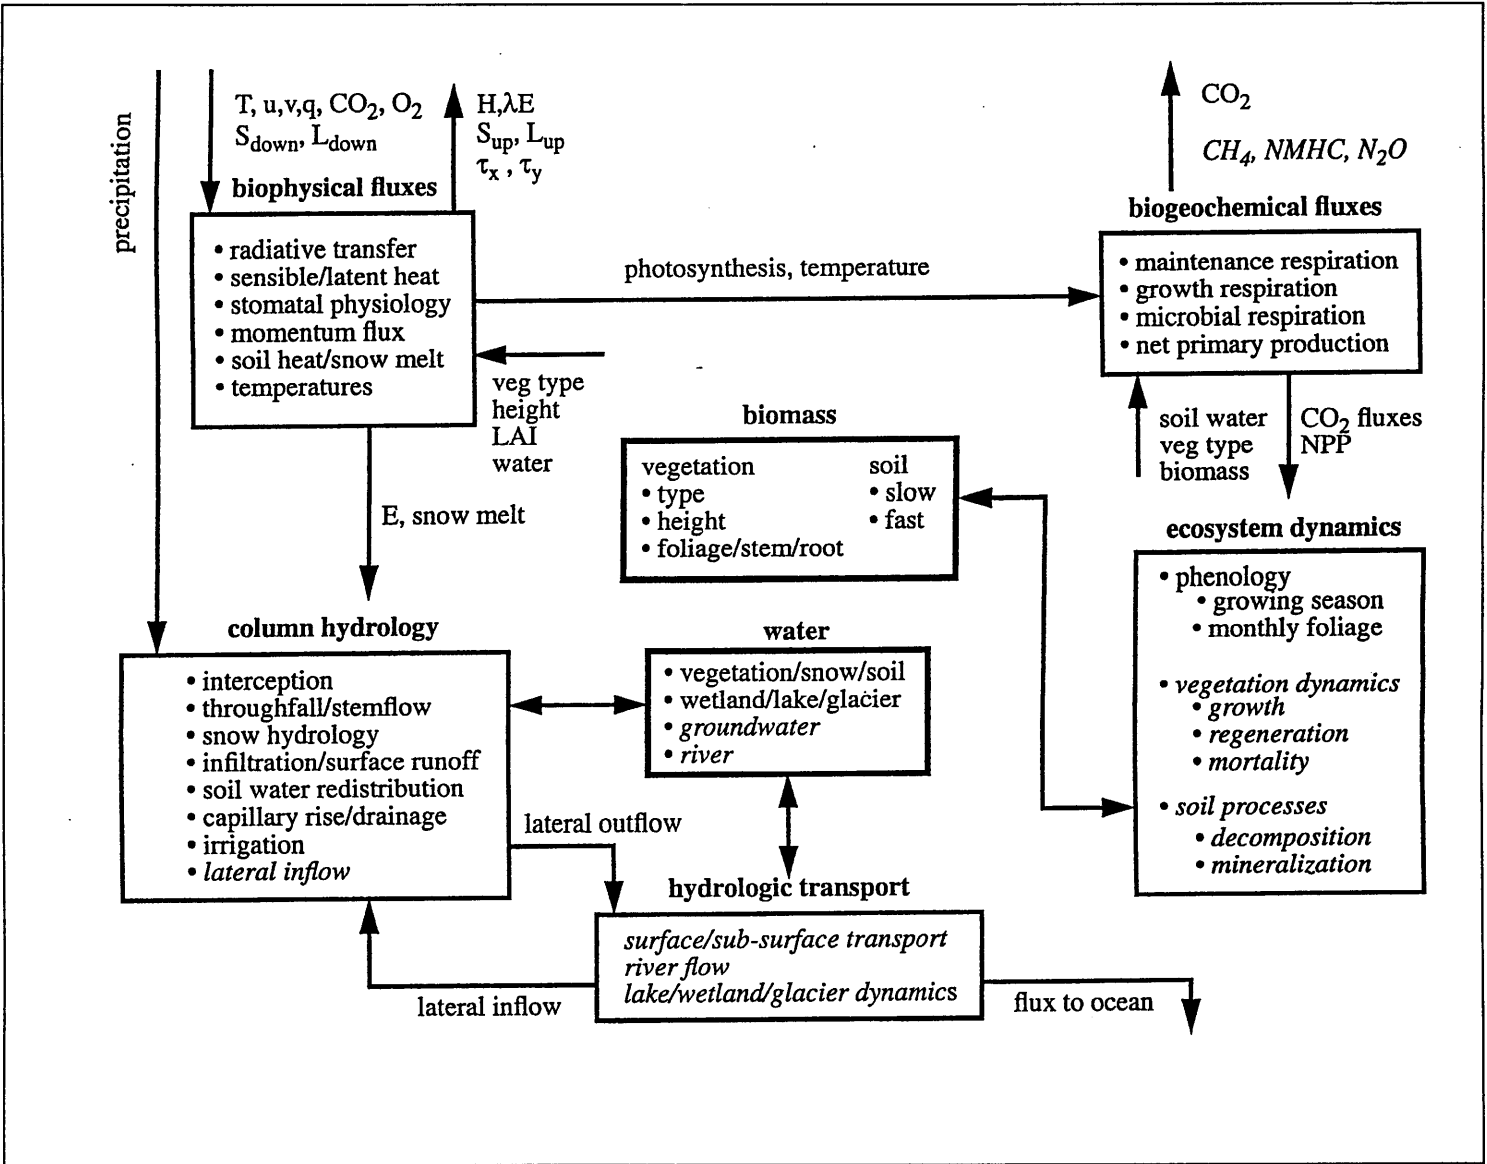 precipitation
T, u,v,q, CO₂, O₂
S_down, L_down
H,λE
S_up, L_up
τ_x , τ_y
CO₂
CH₄, NMHC, N₂O
biophysical fluxes
• radiative transfer
• sensible/latent heat
• stomatal physiology
• momentum flux
• soil heat/snow melt
• temperatures
photosynthesis, temperature
biogeochemical fluxes
• maintenance respiration
• growth respiration
• microbial respiration
• net primary production
veg type
height
LAI
water
soil water
veg type
biomass
CO₂ fluxes
NPP
biomass
vegetation
• type
• height
• foliage/stem/root
soil
• slow
• fast
E, snow melt
ecosystem dynamics
• phenology
• growing season
• monthly foliage
• vegetation dynamics
• growth
• regeneration
• mortality
• soil processes
• decomposition
• mineralization
column hydrology
• interception
• throughfall/stemflow
• snow hydrology
• infiltration/surface runoff
• soil water redistribution
• capillary rise/drainage
• irrigation
• lateral inflow
water
• vegetation/snow/soil
• wetland/lake/glacier
• groundwater
• river
lateral outflow
hydrologic transport
surface/sub-surface transport
river flow
lake/wetland/glacier dynamics
lateral inflow
flux to ocean